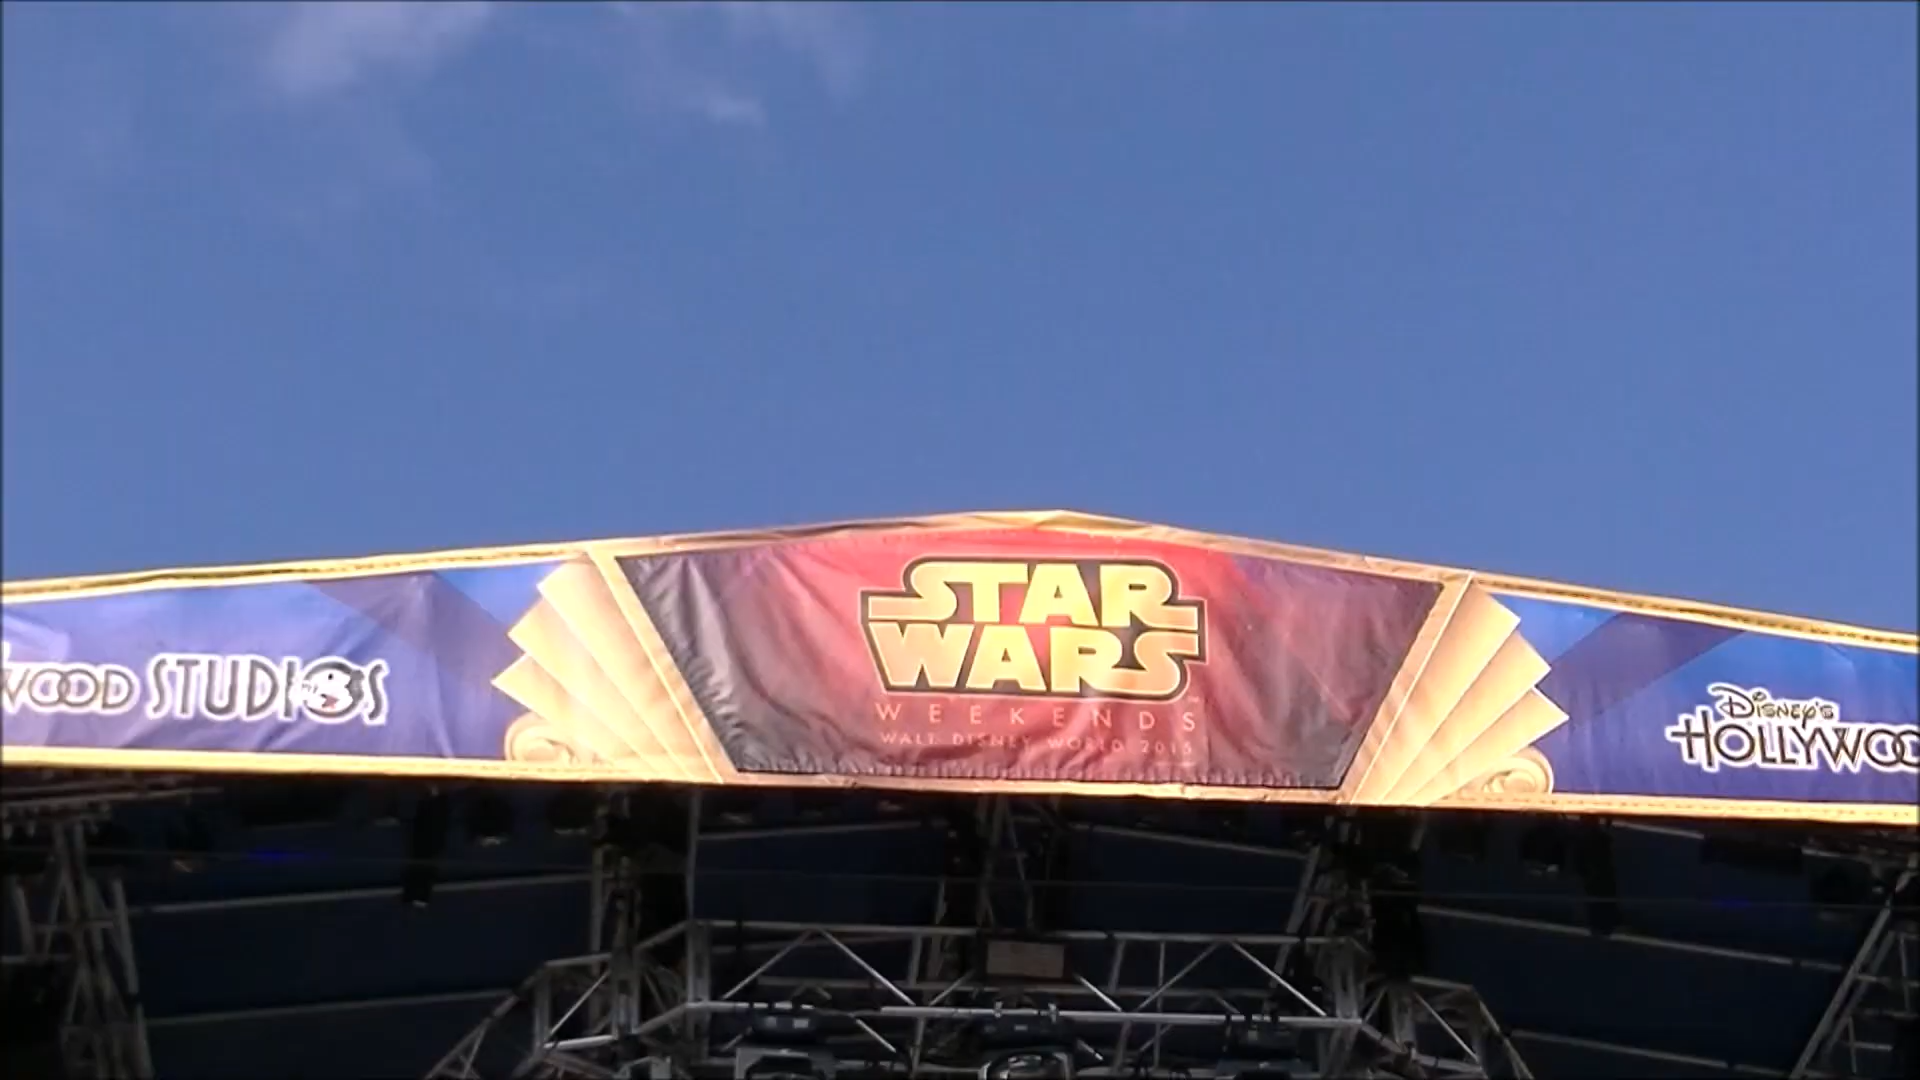 WOOD STUDIOS
STAR
WARS
WEEKENDS
WALT DISNEY WORLD 2015
DISNEY'S
HOLLYWOO